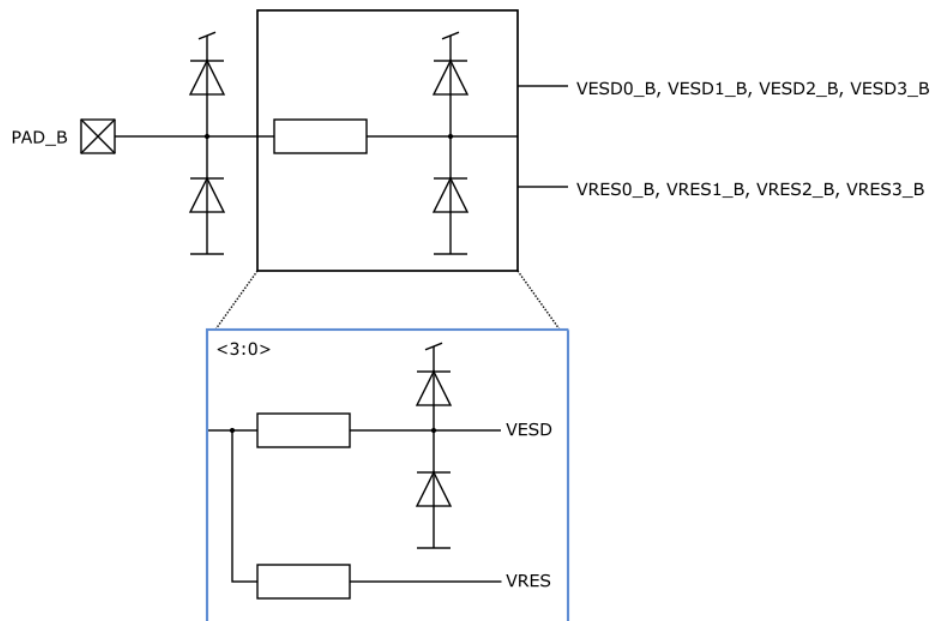 VESD0_B, VESD1_B, VESD2_B, VESD3_B
PAD_B
VRES0_B, VRES1_B, VRES2_B, VRES3_B
<3:0>
VESD
VRES